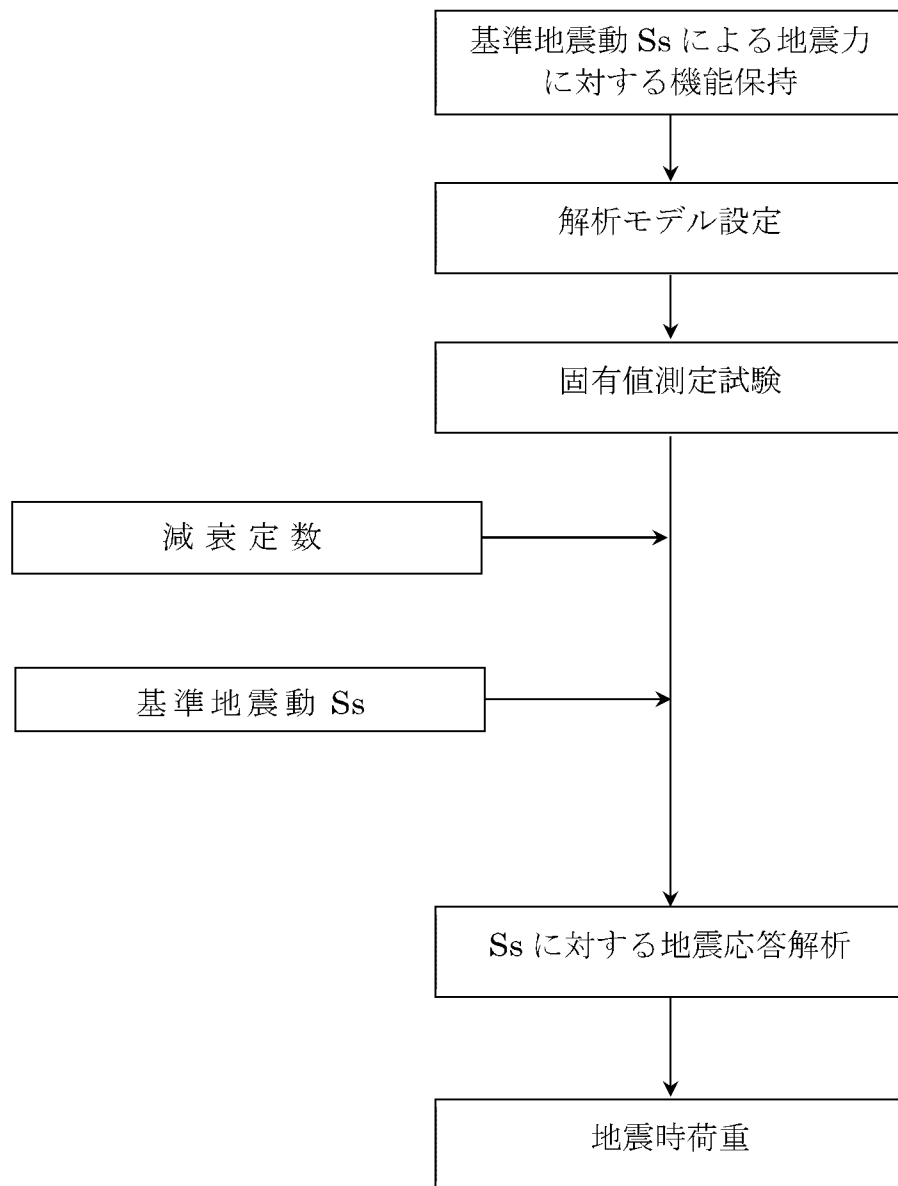 基準地震動 Ss による地震力
に対する機能保持
解析モデル設定
固有値測定試験
減衰定数
基準地震動 Ss
Ss に対する地震応答解析
地震時荷重